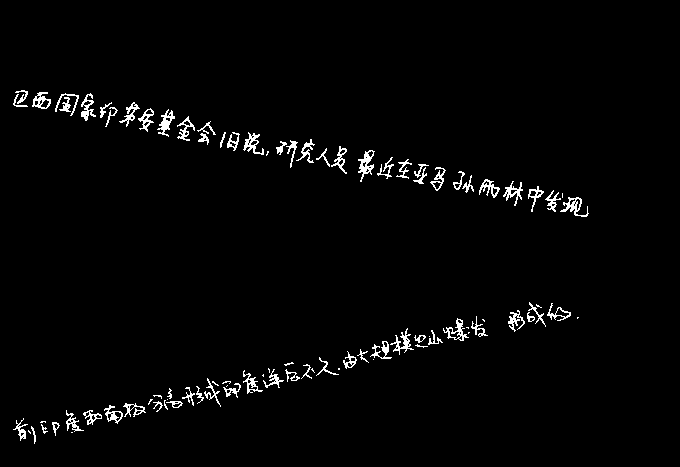 巴西国家印第安基金会1日说,研究人员最近在亚马孙雨林中发现
前印度和南极分离形成印度洋后不久,由大规模火山爆发 形成的.